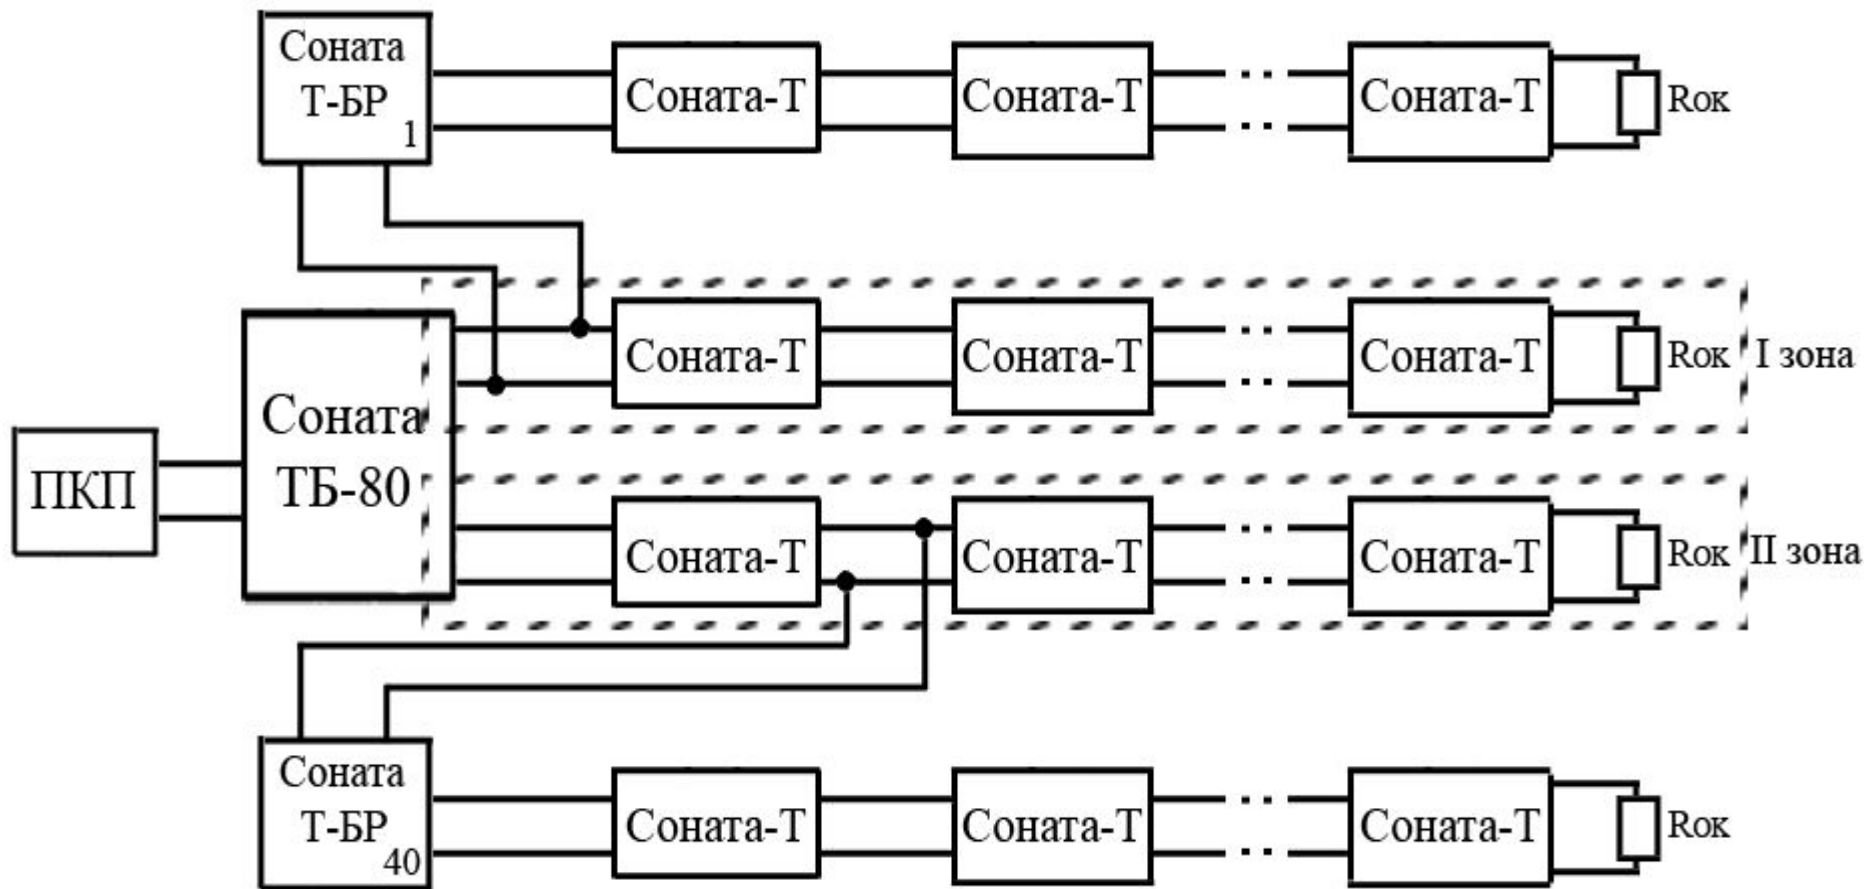 Соната
Т-БР
1
Соната-Т
Соната-Т
Соната-Т
Rок
Соната
ТБ-80
Соната-Т
Соната-Т
Соната-Т
Rок
I зона
ПКП
Соната-Т
Соната-Т
Соната-Т
Rок
II зона
Соната
Т-БР
40
Соната-Т
Соната-Т
Соната-Т
Rок